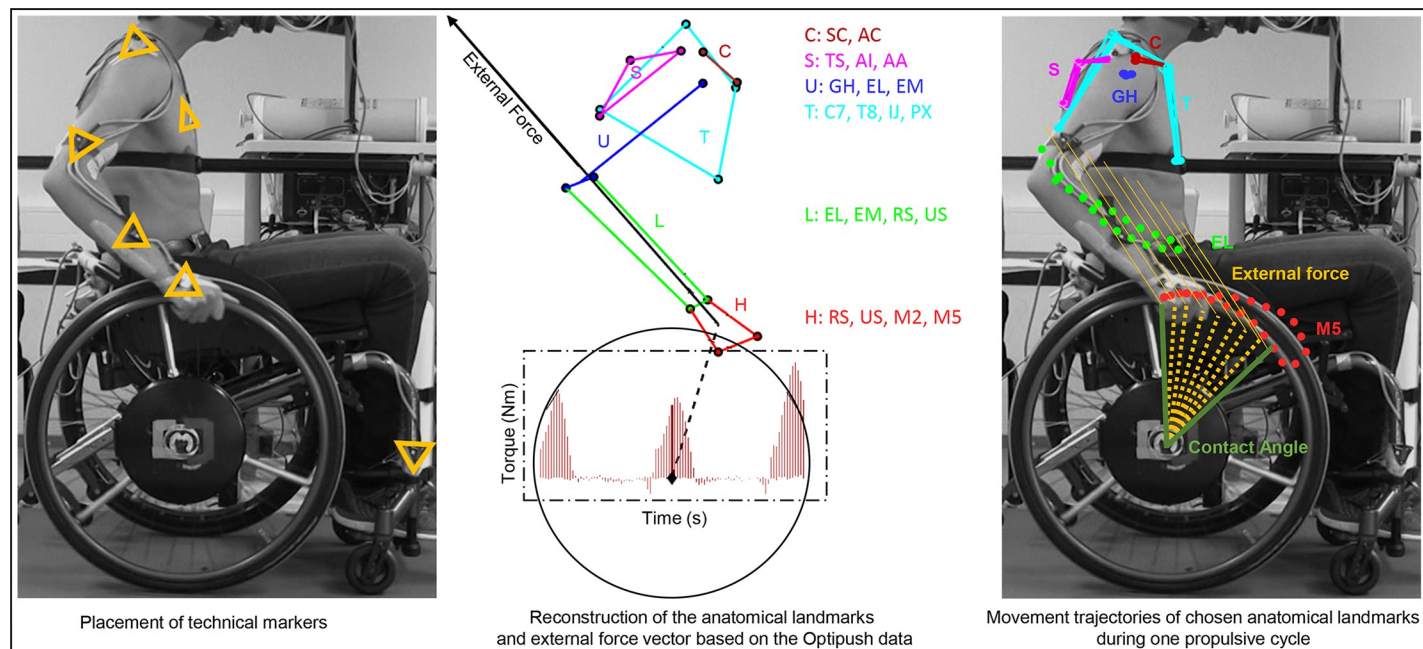 External Force
S
C
U
T
L
H
C: SC, AC
S: TS, AI, AA
U: GH, EL, EM
T: C7, T8, IJ, PX
L: EL, EM, RS, US
H: RS, US, M2, M5
Torque (Nm)
Time (s)
C
S
GH
T
EL
External force
M5
Contact Angle
Placement of technical markers
Reconstruction of the anatomical landmarks
and external force vector based on the Optipush data
Movement trajectories of chosen anatomical landmarks
during one propulsive cycle